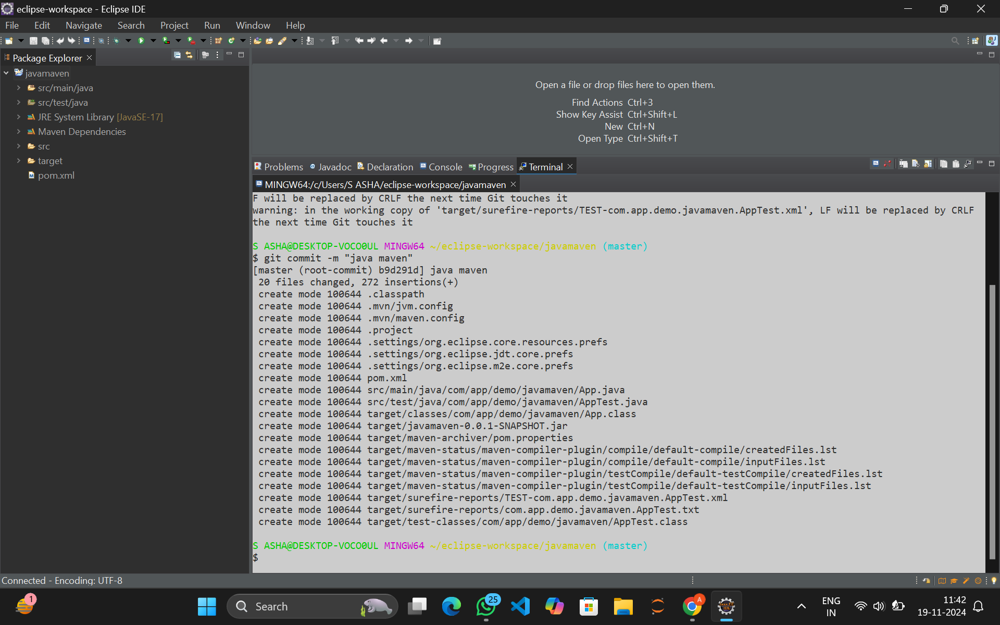 eclipse-workspace - Eclipse IDE
File Edit Navigate Search Project Run Window Help
Package Explorer
javamaven
src/main/java
src/test/java
JRE System Library [JavaSE-17]
Maven Dependencies
src
target
pom.xml
Open a file or drop files here to open them.
Find Actions Ctrl+3
Show Key Assist Ctrl+Shift+L
New Ctrl+N
Open Type Ctrl+Shift+T
Problems Javadoc Declaration Console Progress Terminal
MINGW64:/c/Users/S ASHA/eclipse-workspace/javamaven
F will be replaced by CRLF the next time Git touches it
warning: in the working copy of 'target/surefire-reports/TEST-com.app.demo.javamaven.AppTest.xml', LF will be replaced by CRLF
the next time Git touches it
S ASHA@DESKTOP-VOCO0UL MINGW64 ~/eclipse-workspace/javamaven (master)
$ git commit -m "java maven"
[master (root-commit) b9d291d] java maven
20 files changed, 272 insertions(+)
create mode 100644 .classpath
create mode 100644 .mvn/jvm.config
create mode 100644 .mvn/maven.config
create mode 100644 .project
create mode 100644 .settings/org.eclipse.core.resources.prefs
create mode 100644 .settings/org.eclipse.jdt.core.prefs
create mode 100644 .settings/org.eclipse.m2e.core.prefs
create mode 100644 pom.xml
create mode 100644 src/main/java/com/app/demo/javamaven/App.java
create mode 100644 src/test/java/com/app/demo/javamaven/AppTest.java
create mode 100644 target/classes/com/app/demo/javamaven/App.class
create mode 100644 target/javamaven-0.0.1-SNAPSHOT.jar
create mode 100644 target/maven-archiver/pom.properties
create mode 100644 target/maven-status/maven-compiler-plugin/compile/default-compile/createdFiles.lst
create mode 100644 target/maven-status/maven-compiler-plugin/compile/default-compile/inputFiles.lst
create mode 100644 target/maven-status/maven-compiler-plugin/testCompile/default-testCompile/createdFiles.lst
create mode 100644 target/maven-status/maven-compiler-plugin/testCompile/default-testCompile/inputFiles.lst
create mode 100644 target/surefire-reports/TEST-com.app.demo.javamaven.AppTest.xml
create mode 100644 target/surefire-reports/com.app.demo.javamaven.AppTest.txt
create mode 100644 target/test-classes/com/app/demo/javamaven/AppTest.class
S ASHA@DESKTOP-VOCO0UL MINGW64 ~/eclipse-workspace/javamaven (master)
$
Connected - Encoding: UTF-8
1
Search
25
A
Java EE
IDE
ENG
IN
11:42
19-11-2024